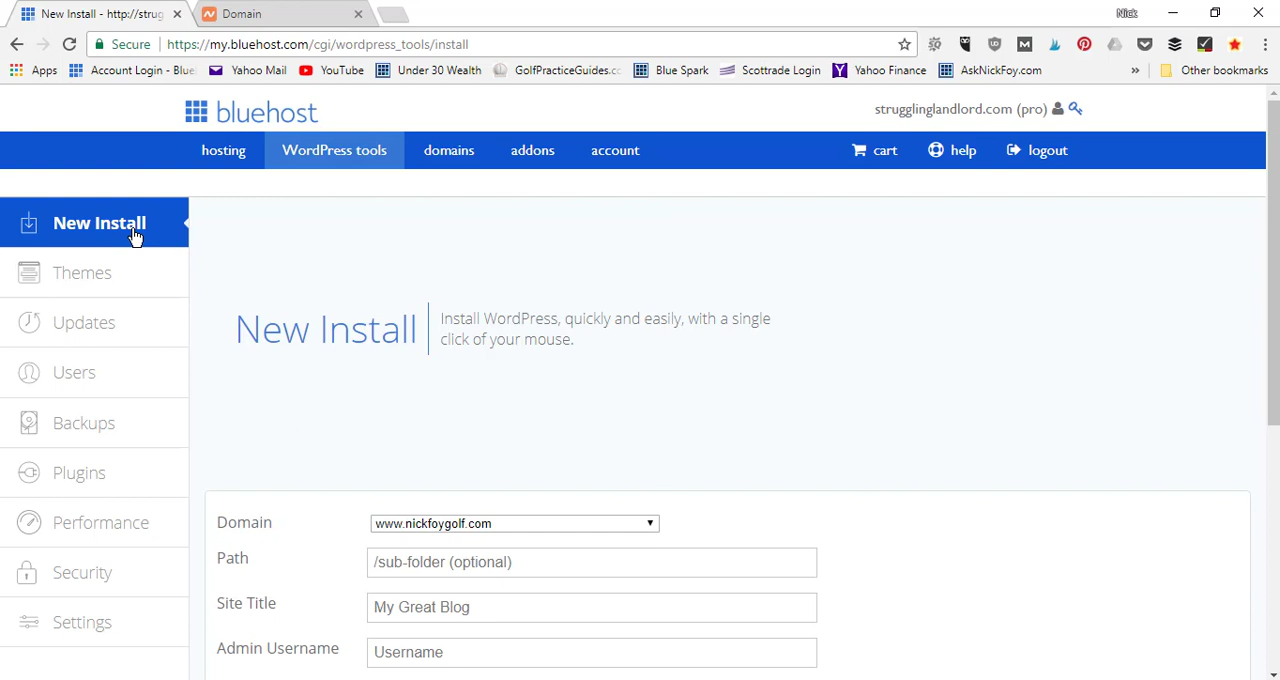 New Install - http://strug
Domain
Nick
Secure https://my.bluehost.com/cgi/wordpress_tools/install
Apps Account Login - Blue Yahoo Mail YouTube Under 30 Wealth GolfPracticeGuides.cc Blue Spark Scottrade Login Yahoo Finance AskNickFoy.com » Other bookmarks
bluehost
strugglinglandlord.com (pro)
hosting WordPress tools domains addons account cart help logout
New Install
Themes
Updates
Users
Backups
Plugins
Performance
Security
Settings
New Install
Install WordPress, quickly and easily, with a single
click of your mouse.
Domain www.nickfoygolf.com
Path /sub-folder (optional)
Site Title My Great Blog
Admin Username Username